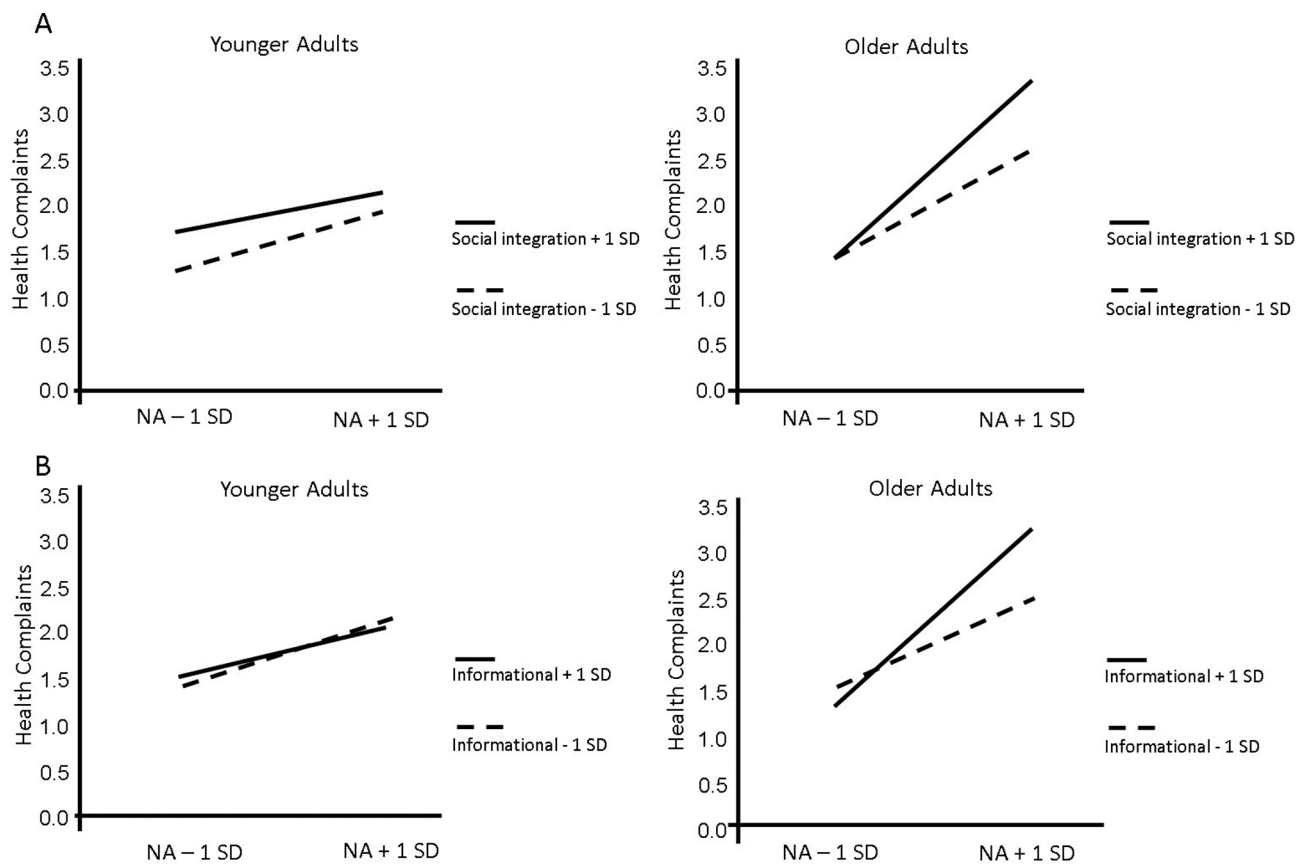 A
Younger Adults
Health Complaints
3.5
3.0
2.5
2.0
1.5
1.0
0.5
0.0
NA – 1 SD
NA + 1 SD
Social integration + 1 SD
Social integration - 1 SD
Older Adults
Health Complaints
3.5
3.0
2.5
2.0
1.5
1.0
0.5
0.0
NA – 1 SD
NA + 1 SD
Social integration + 1 SD
Social integration - 1 SD
B
Younger Adults
Health Complaints
3.5
3.0
2.5
2.0
1.5
1.0
0.5
0.0
NA – 1 SD
NA + 1 SD
Informational + 1 SD
Informational - 1 SD
Older Adults
Health Complaints
3.5
3.0
2.5
2.0
1.5
1.0
0.5
0.0
NA – 1 SD
NA + 1 SD
Informational + 1 SD
Informational - 1 SD